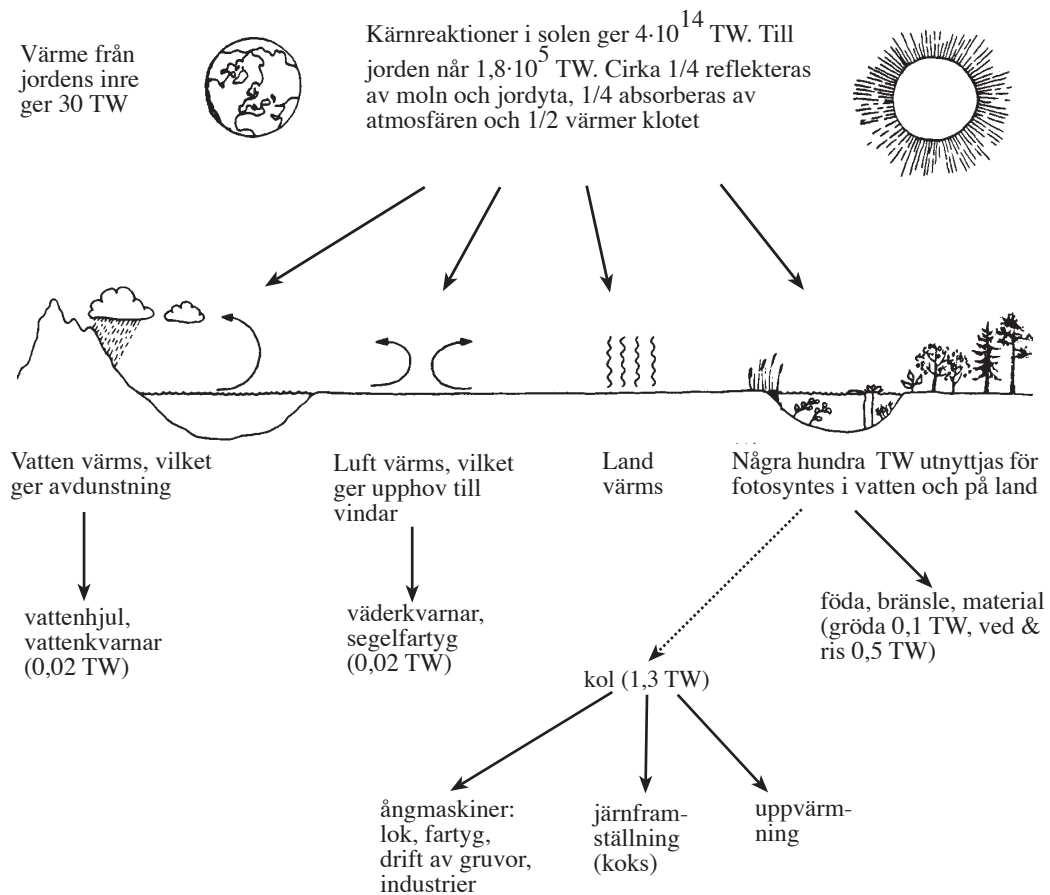 Värme från
jordens inre
ger 30 TW
Kärnreaktioner i solen ger 4·10^14 TW. Till
jorden når 1,8·10^5 TW. Cirka 1/4 reflekteras
av moln och jordyta, 1/4 absorberas av
atmosfären och 1/2 värmer klotet
Vatten värms, vilket
ger avdunstning
Luft värms, vilket
ger upphov till
vindar
Land
värms
Några hundra TW utnyttjas för
fotosyntes i vatten och på land
vattenhjul,
vattenkvarnar
(0,02 TW)
väderkvarnar,
segelfartyg
(0,02 TW)
föda, bränsle, material
(gröda 0,1 TW, ved &
ris 0,5 TW)
kol (1,3 TW)
ångmaskiner:
lok, fartyg,
drift av gruvor,
industrier
järnfram-
ställning
(koks)
uppvärm-
ning